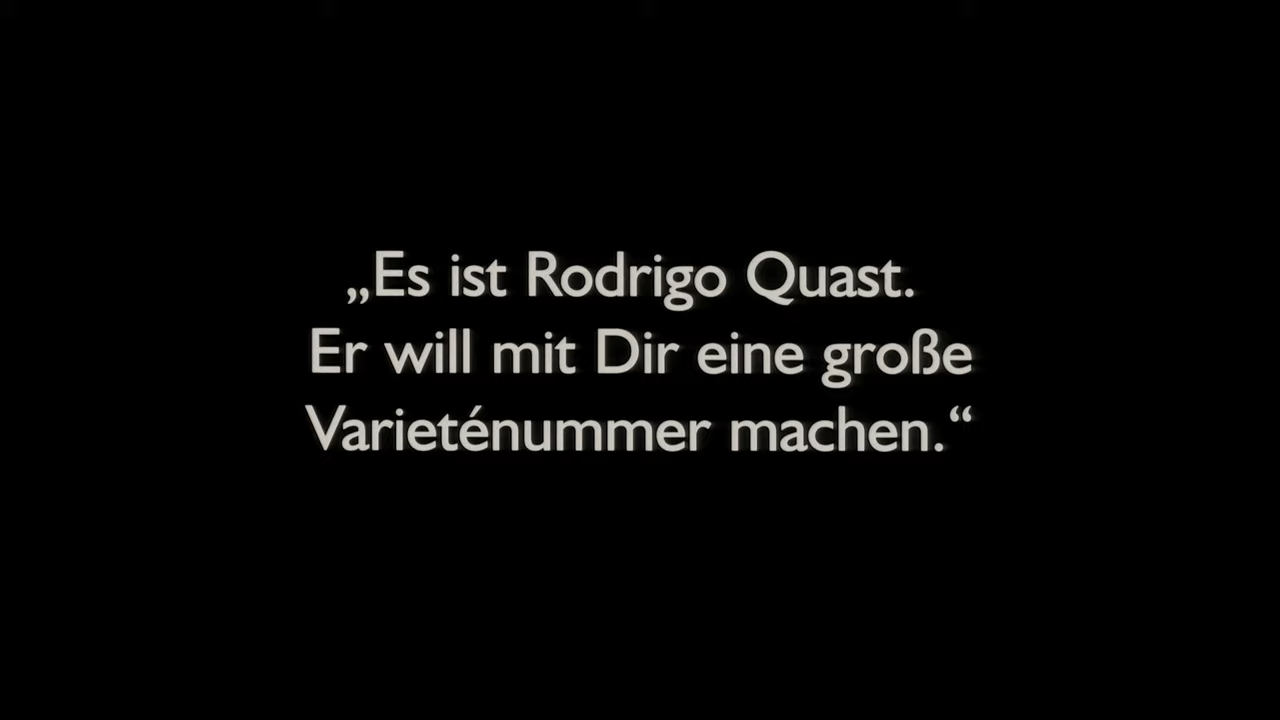 „Es ist Rodrigo Quast.
Er will mit Dir eine große
Varieténummer machen.“